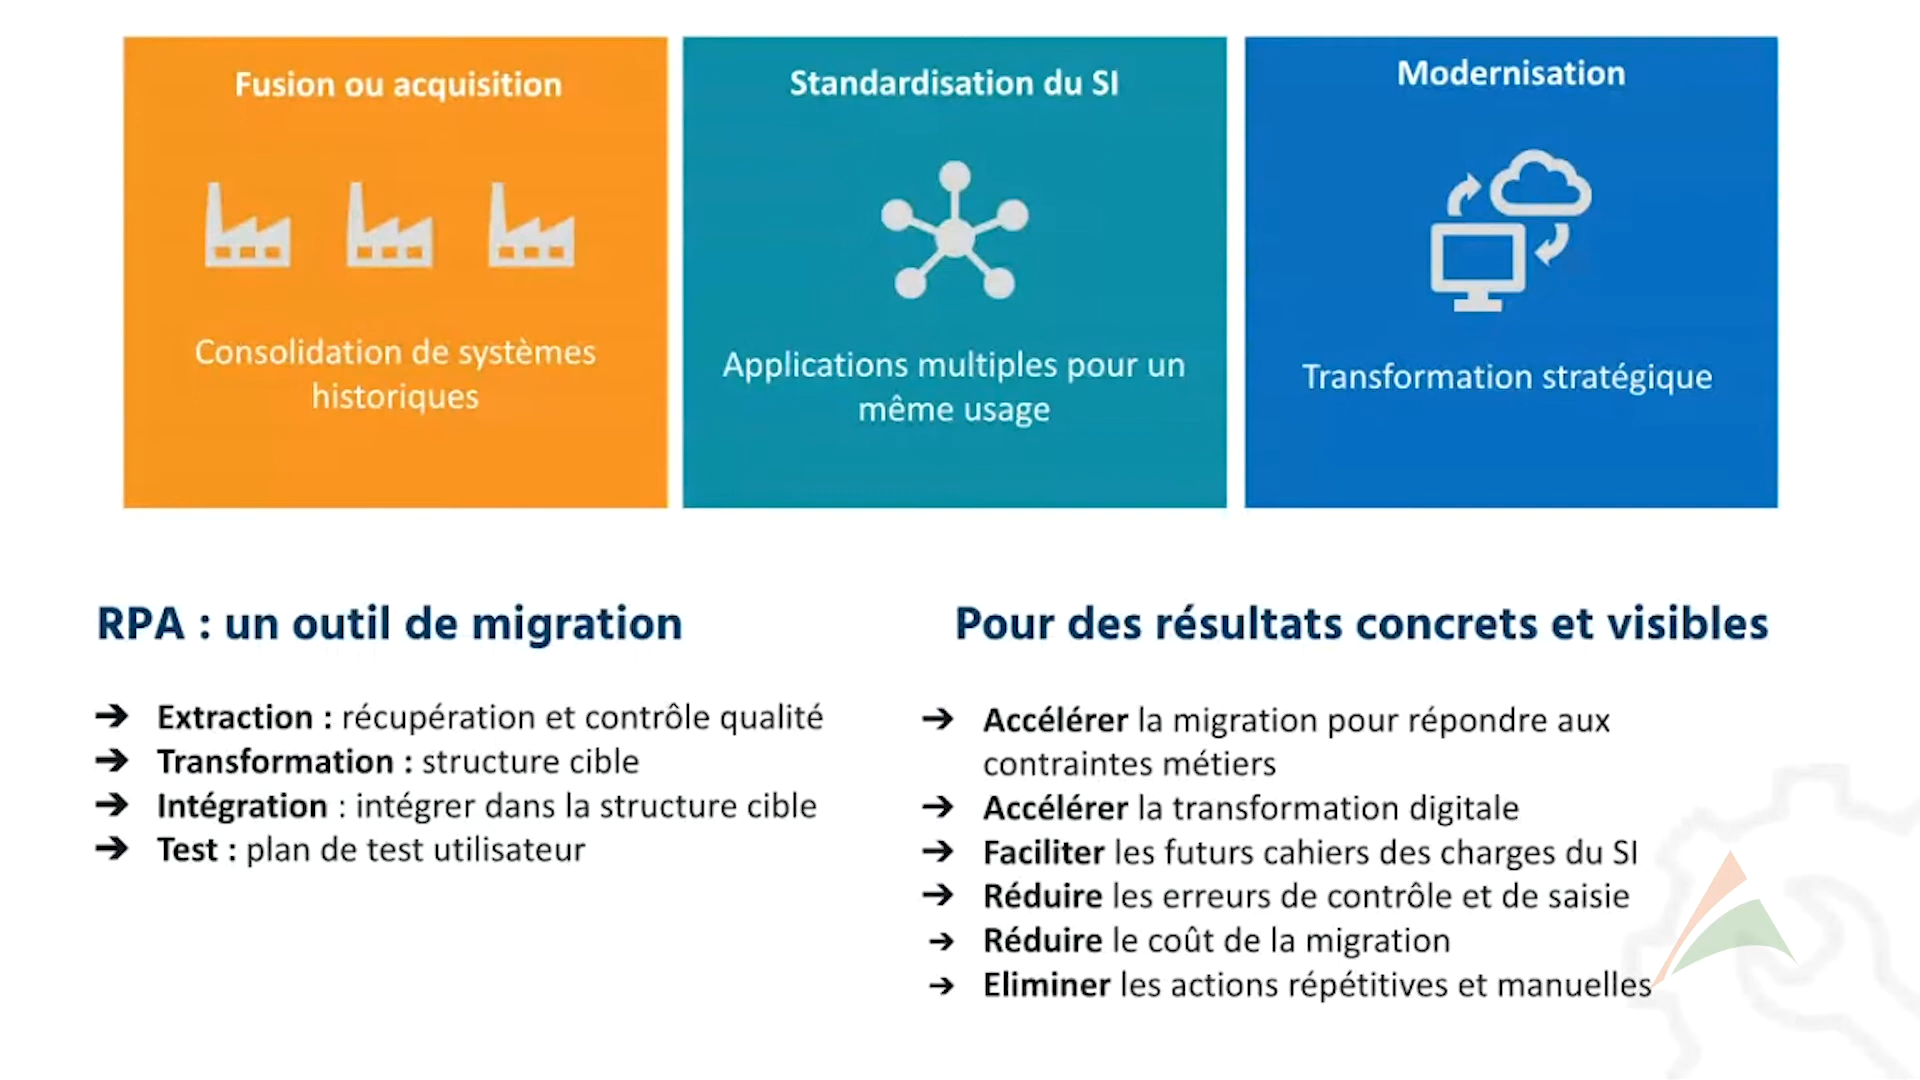 Fusion ou acquisition
Consolidation de systèmes
historiques
Standardisation du SI
Applications multiples pour un
même usage
Modernisation
Transformation stratégique
RPA : un outil de migration
➔ Extraction : récupération et contrôle qualité
➔ Transformation : structure cible
➔ Intégration : intégrer dans la structure cible
➔ Test : plan de test utilisateur
Pour des résultats concrets et visibles
➔ Accélérer la migration pour répondre aux
contraintes métiers
➔ Accélérer la transformation digitale
➔ Faciliter les futurs cahiers des charges du SI
➔ Réduire les erreurs de contrôle et de saisie
➔ Réduire le coût de la migration
➔ Eliminer les actions répétitives et manuelles